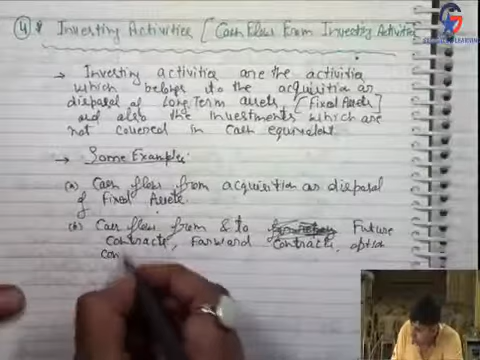 4) Investing Activities [Cash Flow From Investing Activities
→ Investing activities are the activities
which belongs to the acquisition or
disposal of Long Term assets [Fixed Assets]
and also the investments which are
not covered in cash equivalent.
→ Some Examples
(a) Cash flow from acquisition or disposal
of Fixed Assets.
(b) Cash flow from & to Future
contracts, Forward contracts, option
con